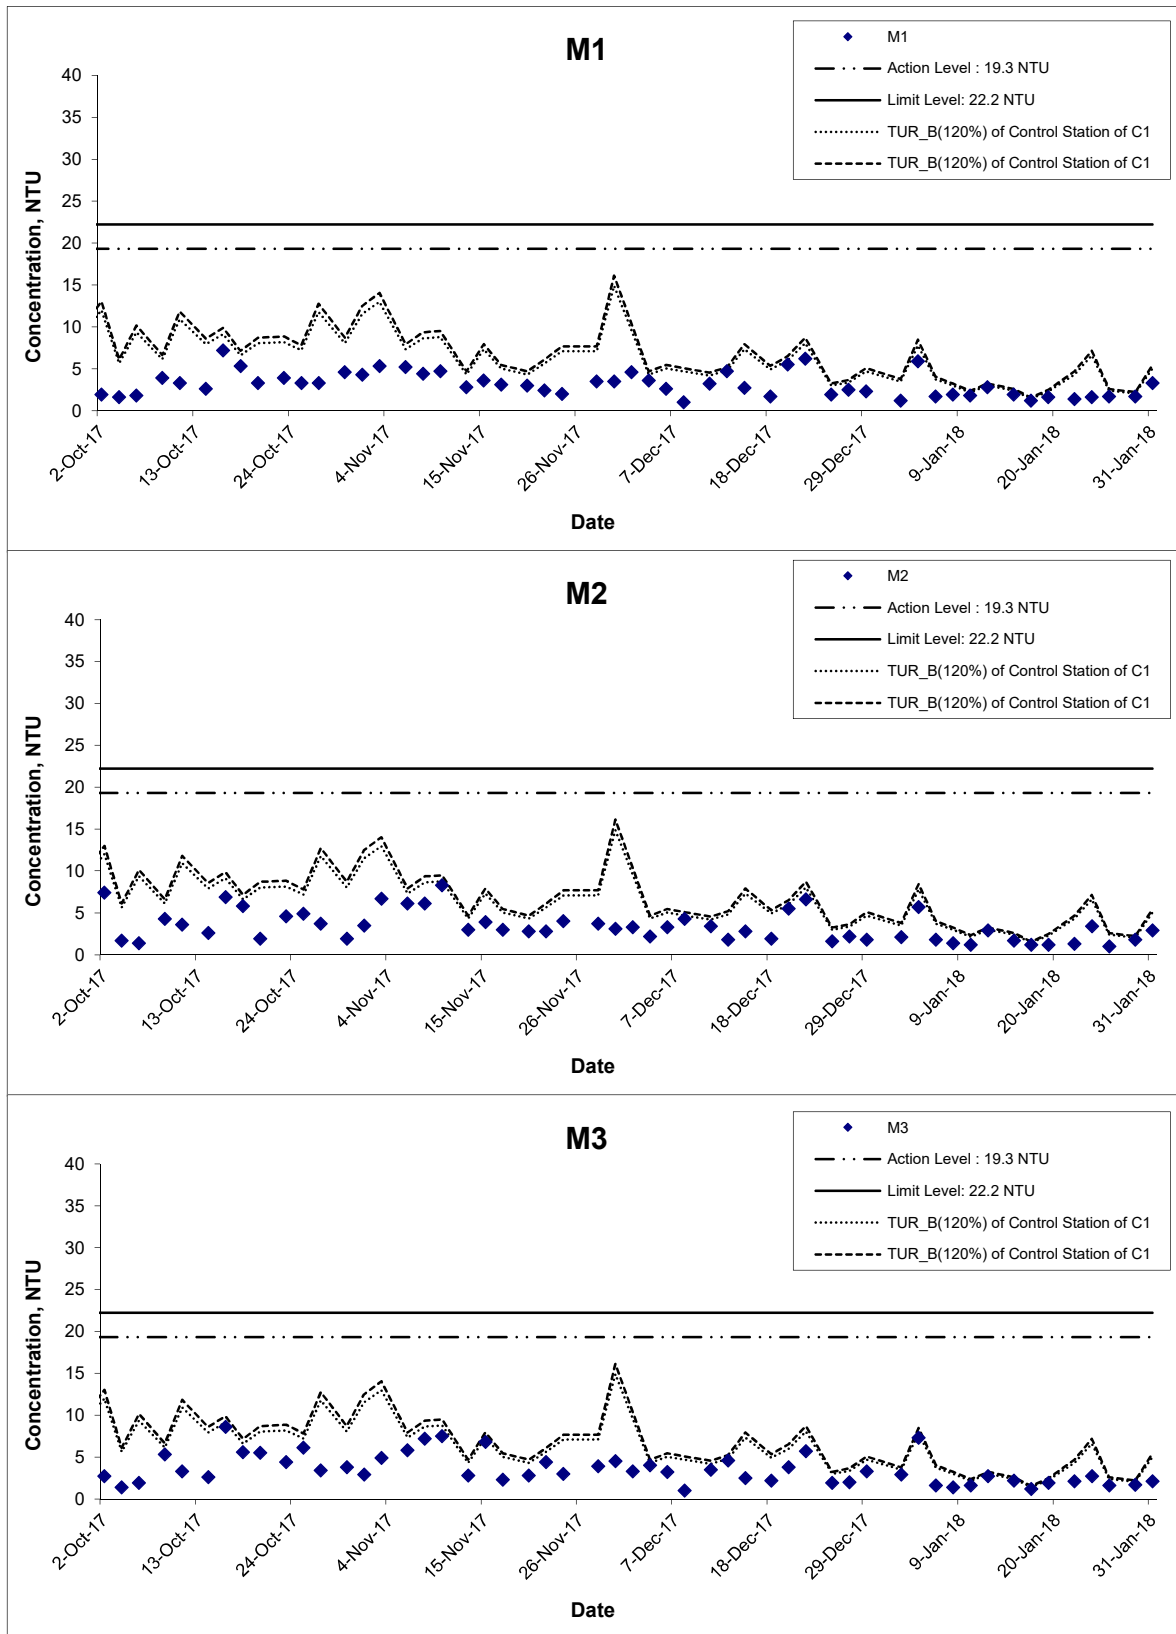 M1
M1
Action Level : 19.3 NTU
Limit Level: 22.2 NTU
TUR_B(120%) of Control Station of C1
TUR_B(120%) of Control Station of C1
Concentration, NTU
40
35
30
25
20
15
10
5
0
2-Oct-17
13-Oct-17
24-Oct-17
4-Nov-17
15-Nov-17
26-Nov-17
7-Dec-17
18-Dec-17
29-Dec-17
9-Jan-18
20-Jan-18
31-Jan-18
Date
M2
M2
Action Level : 19.3 NTU
Limit Level: 22.2 NTU
TUR_B(120%) of Control Station of C1
TUR_B(120%) of Control Station of C1
Concentration, NTU
40
35
30
25
20
15
10
5
0
2-Oct-17
13-Oct-17
24-Oct-17
4-Nov-17
15-Nov-17
26-Nov-17
7-Dec-17
18-Dec-17
29-Dec-17
9-Jan-18
20-Jan-18
31-Jan-18
Date
M3
M3
Action Level : 19.3 NTU
Limit Level: 22.2 NTU
TUR_B(120%) of Control Station of C1
TUR_B(120%) of Control Station of C1
Concentration, NTU
40
35
30
25
20
15
10
5
0
2-Oct-17
13-Oct-17
24-Oct-17
4-Nov-17
15-Nov-17
26-Nov-17
7-Dec-17
18-Dec-17
29-Dec-17
9-Jan-18
20-Jan-18
31-Jan-18
Date